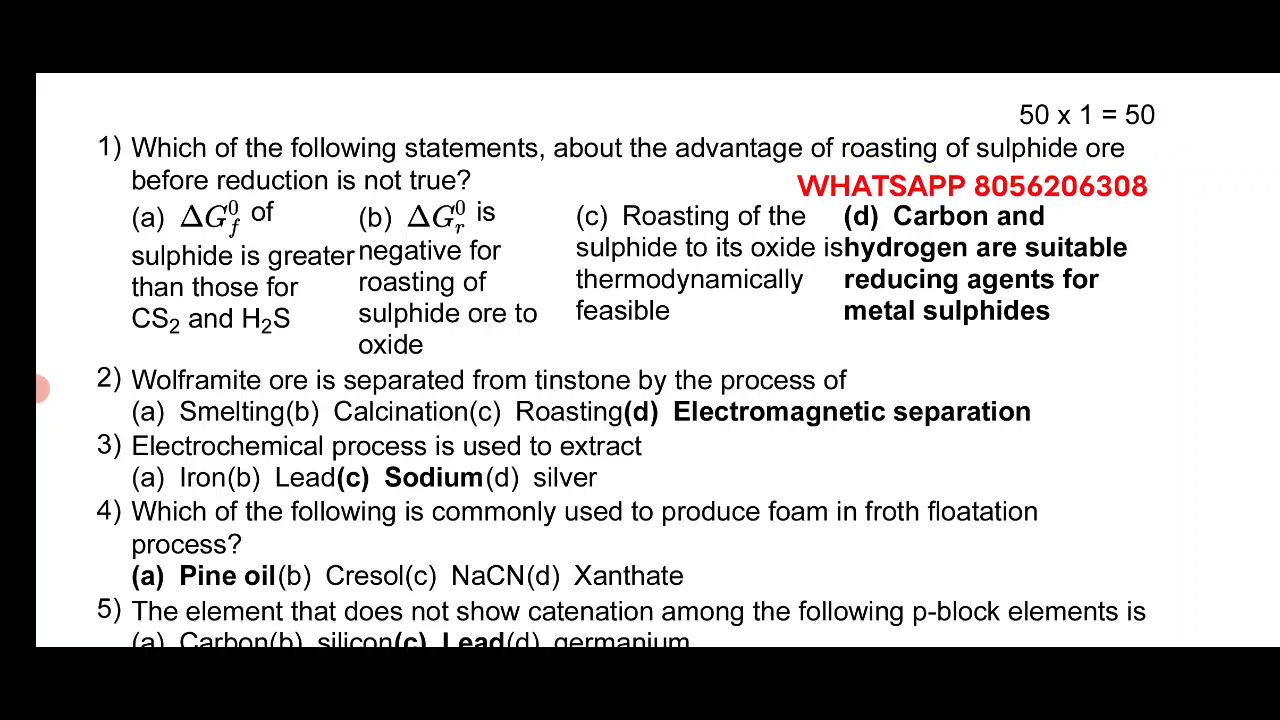 50 x 1 = 50
1) Which of the following statements, about the advantage of roasting of sulphide ore
before reduction is not true?
WHATSAPP 8056206308
(a) ΔG⁰f of
sulphide is greater
than those for
CS₂ and H₂S
(b) ΔG⁰r is
negative for
roasting of
sulphide ore to
oxide
(c) Roasting of the
sulphide to its oxide is
thermodynamically
feasible
(d) Carbon and
hydrogen are suitable
reducing agents for
metal sulphides
2) Wolframite ore is separated from tinstone by the process of
(a) Smelting(b) Calcination(c) Roasting(d) Electromagnetic separation
3) Electrochemical process is used to extract
(a) Iron(b) Lead(c) Sodium(d) silver
4) Which of the following is commonly used to produce foam in froth floatation
process?
(a) Pine oil(b) Cresol(c) NaCN(d) Xanthate
5) The element that does not show catenation among the following p-block elements is
(a) Carbon(b) silicon(c) Lead(d) germanium